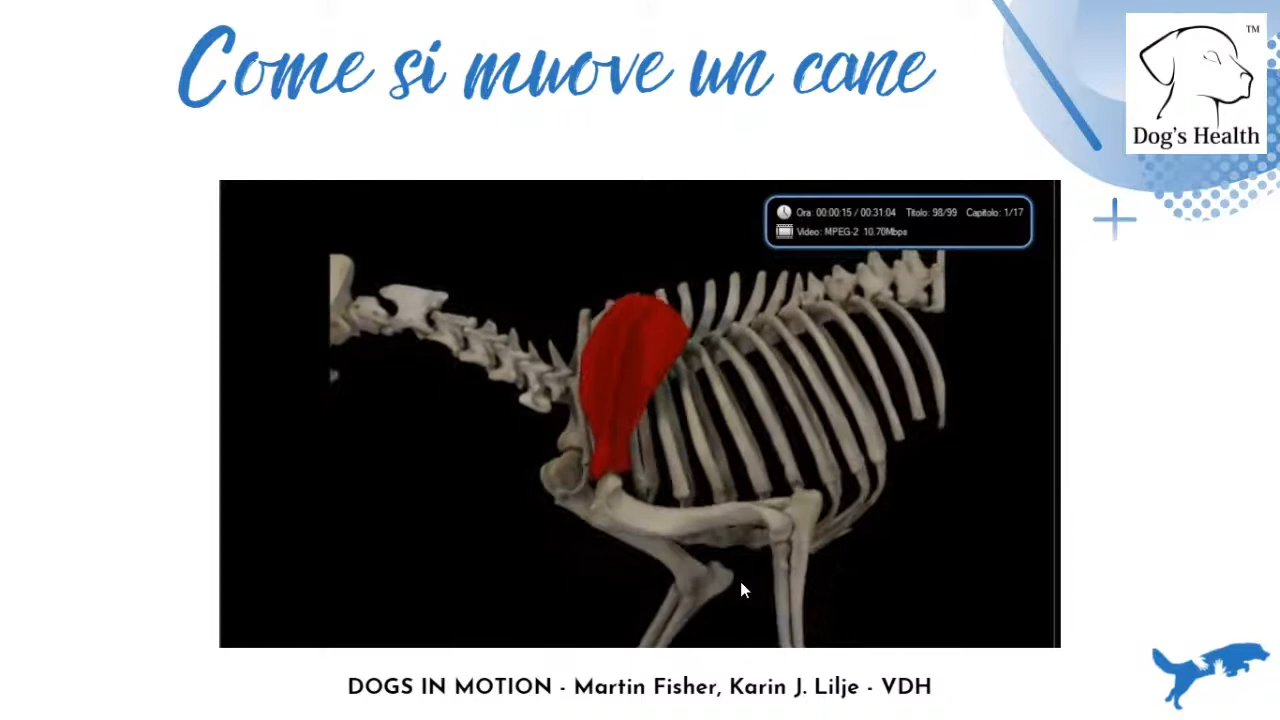 Come si muove un cane
TM
Dog's Health
Ora: 00:00:15 / 00:31:04 Titolo: 98/99 Capitolo: 1/17
Video: MPEG-2 10.70Mbps
DOGS IN MOTION - Martin Fisher, Karin J. Lilje - VDH